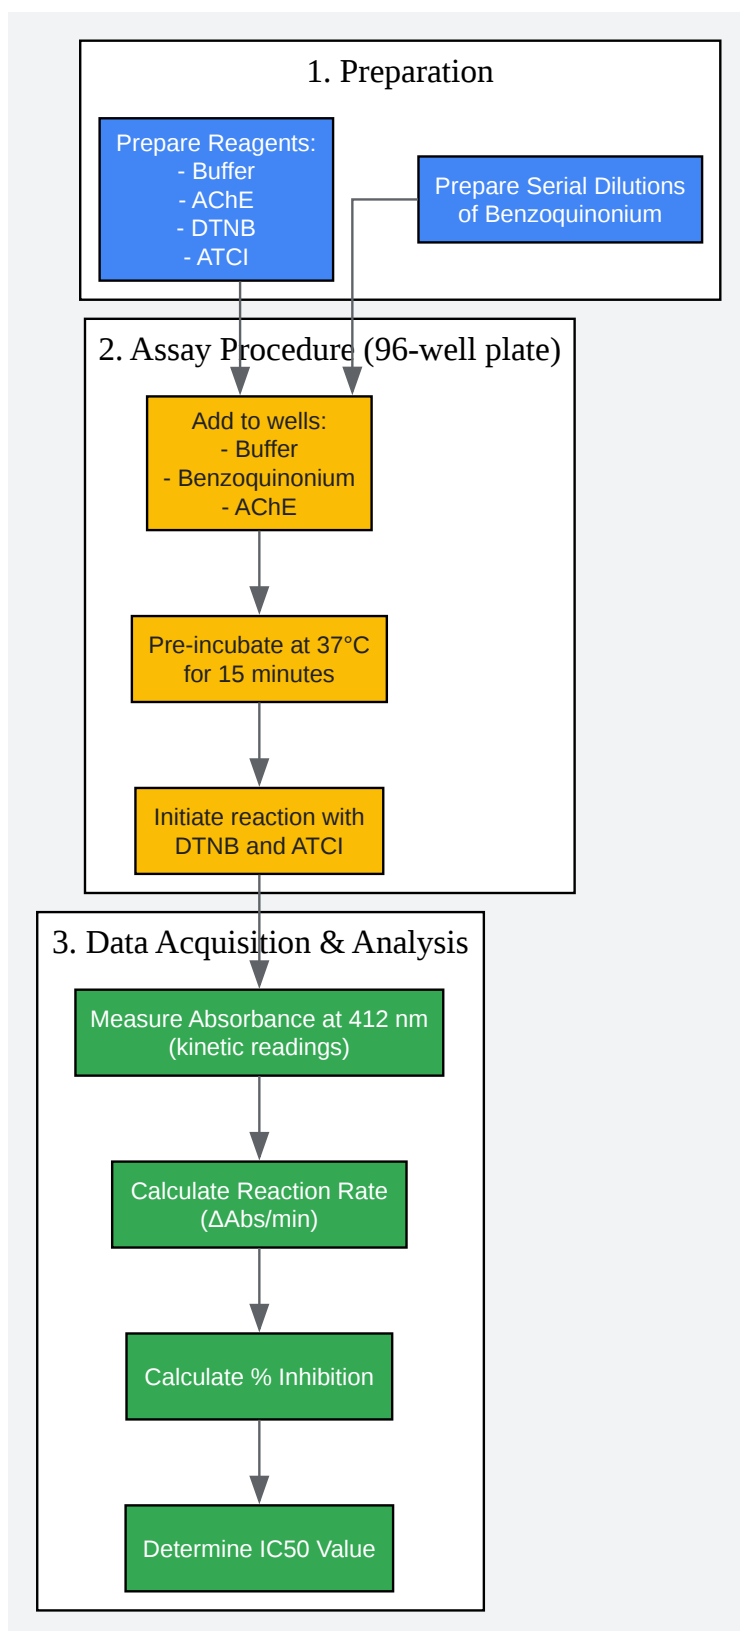 1. Preparation
Prepare Reagents:
- Buffer
- AChE
- DTNB
- ATCI
Prepare Serial Dilutions
of Benzoquinonium
2. Assay Procedure (96-well plate)
Add to wells:
- Buffer
- Benzoquinonium
- AChE
Pre-incubate at 37°C
for 15 minutes
Initiate reaction with
DTNB and ATCI
3. Data Acquisition & Analysis
Measure Absorbance at 412 nm
(kinetic readings)
Calculate Reaction Rate
(ΔAbs/min)
Calculate % Inhibition
Determine IC50 Value